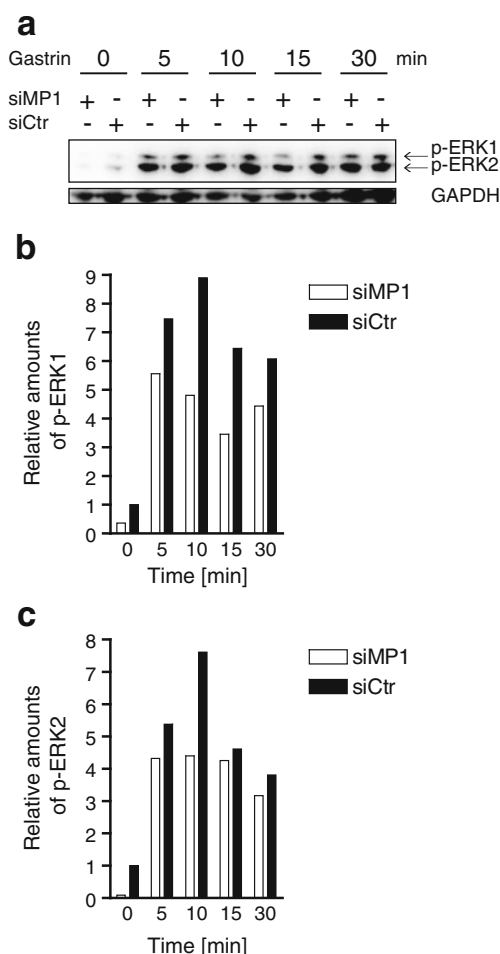 a
Gastrin 0 5 10 15 30 min
siMP1 + - + - + - + - + -
siCtr - + - + - + - + - +
p-ERK1
p-ERK2
GAPDH
b
9
8
7
6
5
4
3
2
1
0
Relative amounts
of p-ERK1
siMP1
siCtr
0 5 10 15 30
Time [min]
c
8
7
6
5
4
3
2
1
0
Relative amounts
of p-ERK2
siMP1
siCtr
0 5 10 15 30
Time [min]